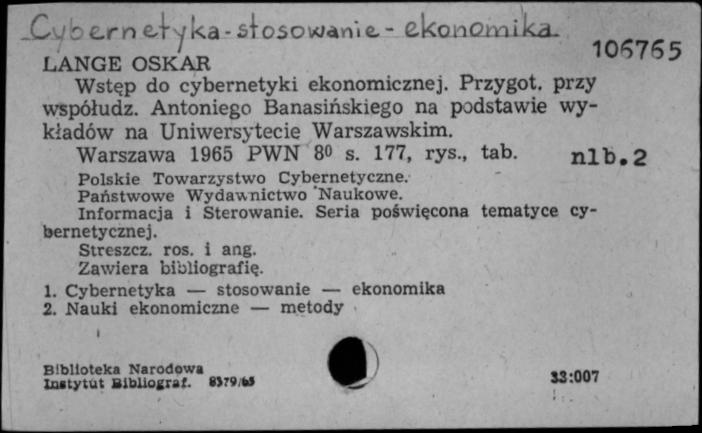 Cybernetyka - stosowanie - ekonomika
106765
LANGE OSKAR
Wstęp do cybernetyki ekonomicznej. Przygot. przy
współudz. Antoniego Banasińskiego na podstawie wy-
kładów na Uniwersytecie Warszawskim.
Warszawa 1965 PWN 8⁰ s. 177, rys., tab. nlb.2
Polskie Towarzystwo Cybernetyczne.
Państwowe Wydawnictwo Naukowe.
Informacja i Sterowanie. Seria poświęcona tematyce cy-
bernetycznej.
Streszcz. ros. i ang.
Zawiera bibliografię.
1. Cybernetyka — stosowanie — ekonomika
2. Nauki ekonomiczne — metody
Biblioteka Narodowa
Instytut Bibliograf. 8379/65
33:007